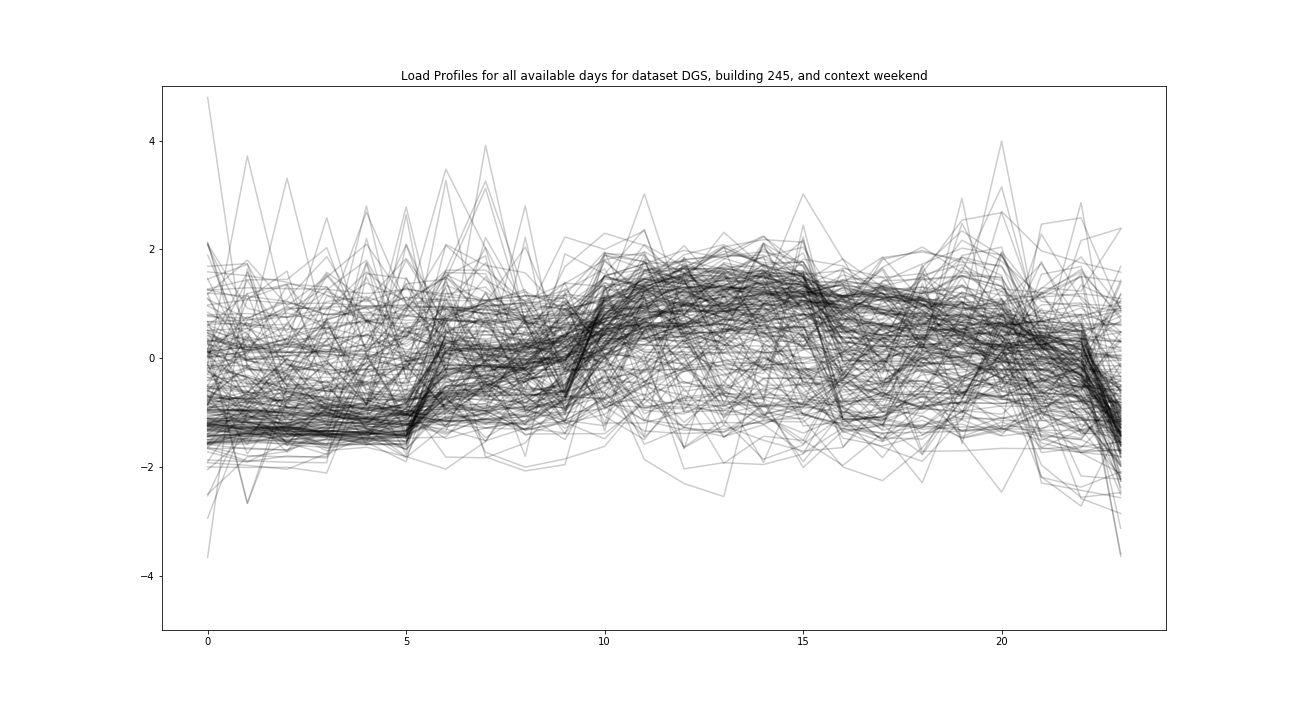 Load Profiles for all available days for dataset DGS, building 245, and context weekend
4
2
0
−2
−4
0 5 10 15 20